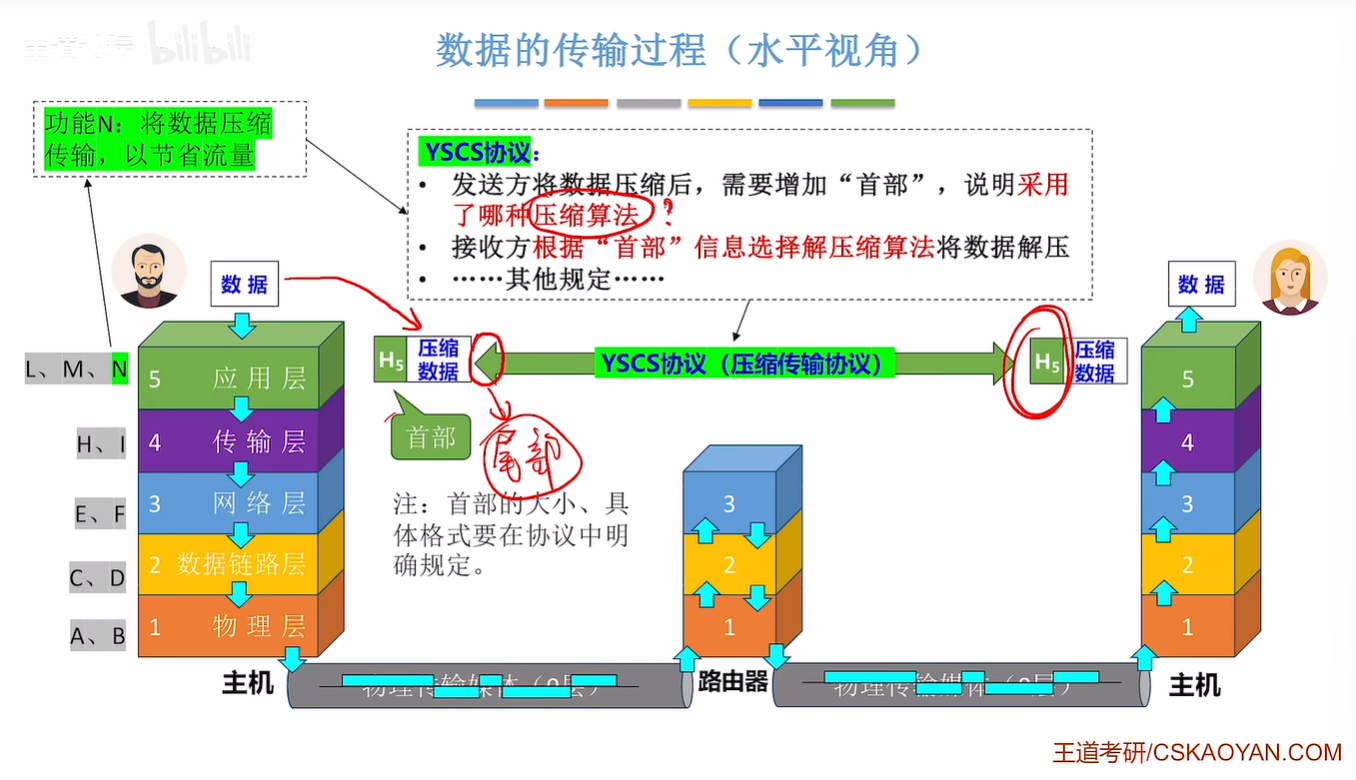 bilibili
数据的传输过程（水平视角）
功能N：将数据压缩
传输，以节省流量
YSCS协议：
• 发送方将数据压缩后，需要增加“首部”，说明采用
了哪种压缩算法 ?
• 接收方根据“首部”信息选择解压缩算法将数据解压
• ……其他规定……
数据
数据
H5 压缩
数据
YSCS协议（压缩传输协议）
H5 压缩
数据
首部
尾部
注：首部的大小、具
体格式要在协议中明
确规定。
L、M、N
5 应用层
H、I
4 传输层
E、F
3 网络层
C、D
2 数据链路层
A、B
1 物理层
3
2
1
5
4
3
2
1
主机
物理传输媒体（0层）
路由器
物理传输媒体（0层）
主机
王道考研/CSKAOYAN.COM